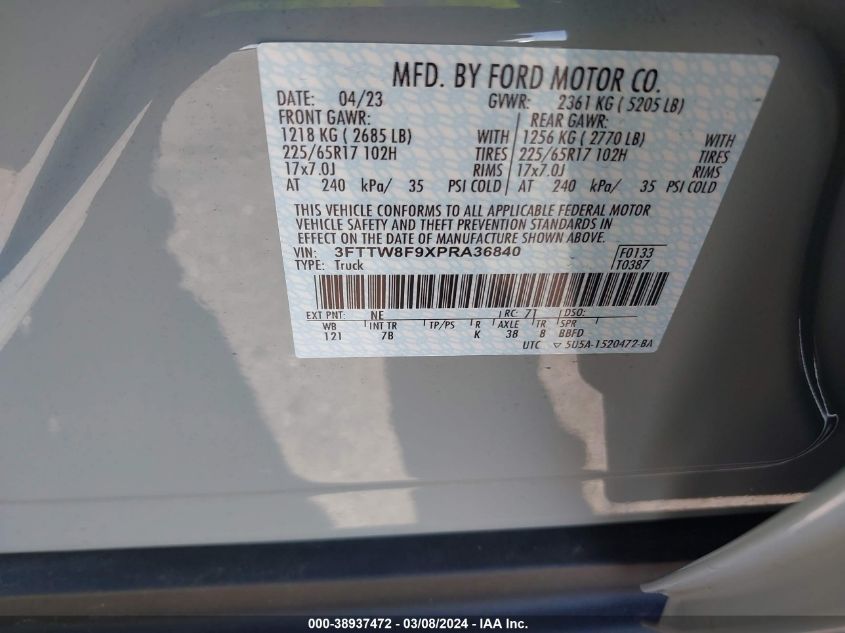 MFD. BY FORD MOTOR CO.
DATE: 04/23 GVWR: 2361 KG ( 5205 LB)
FRONT GAWR: REAR GAWR:
1218 KG ( 2685 LB) WITH 1256 KG ( 2770 LB) WITH
225/65R17 102H TIRES 225/65R17 102H TIRES
17x7.0J RIMS 17x7.0J RIMS
AT 240 kPa/ 35 PSI COLD AT 240 kPa/ 35 PSI COLD
THIS VEHICLE CONFORMS TO ALL APPLICABLE FEDERAL MOTOR
VEHICLE SAFETY AND THEFT PREVENTION STANDARDS IN
EFFECT ON THE DATE OF MANUFACTURE SHOWN ABOVE.
VIN: 3FTTW8F9XPRA36840 F0133
TYPE: Truck T0387
EXT PNT: NE RC: 71 DSO:
WB INT TR TP/PS R AXLE TR SPR
121 7B K 38 8 BBFD
UTC ▽ 5U5A-1520472-BA
000-38937472 - 03/08/2024 - IAA Inc.